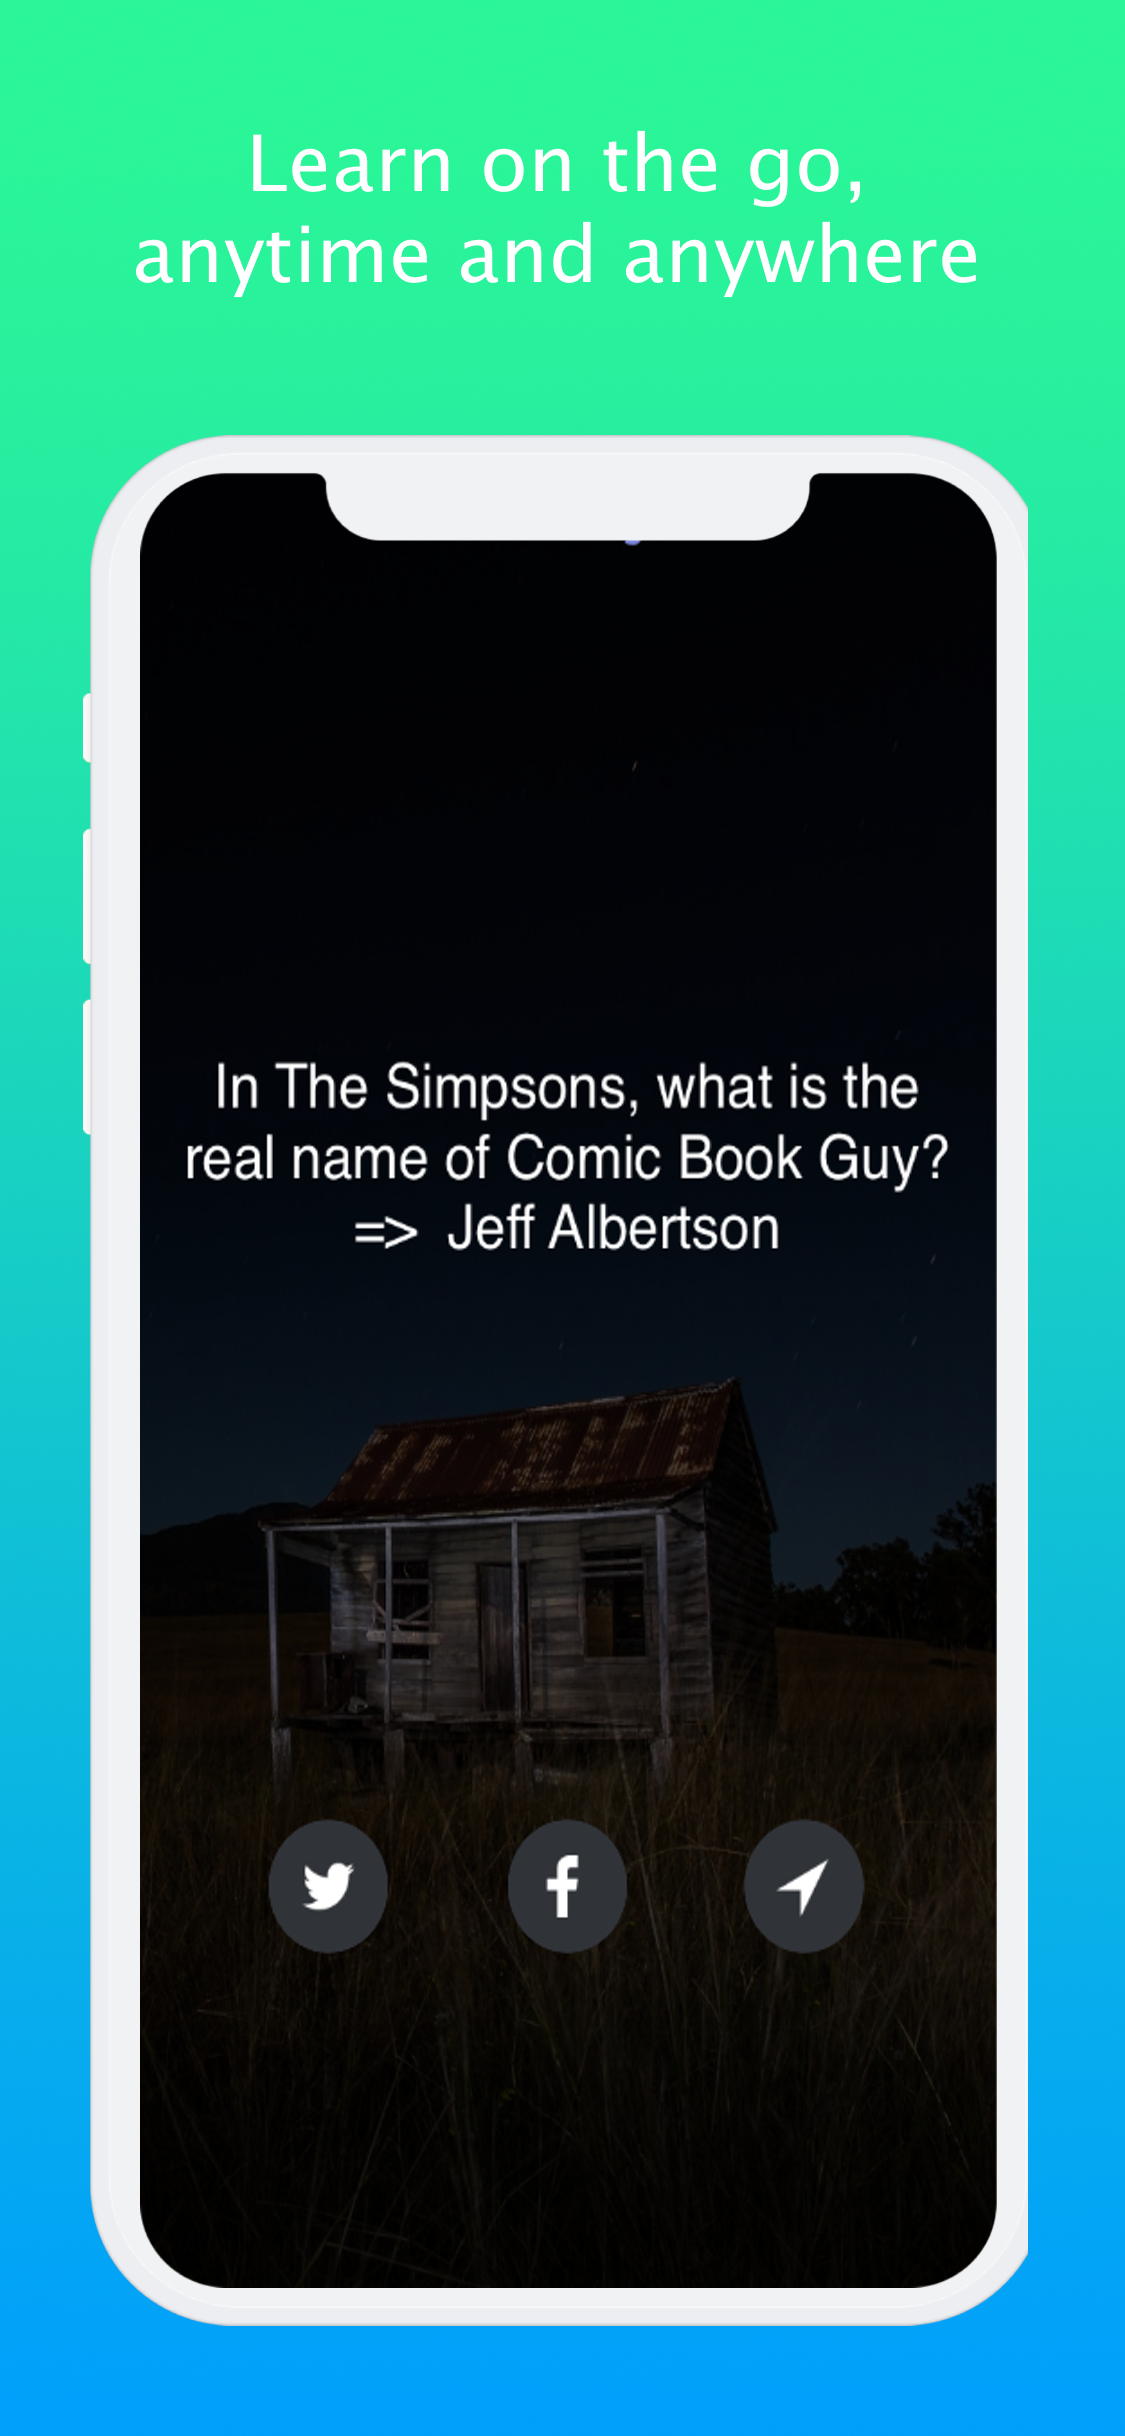 Learn on the go,
anytime and anywhere
In The Simpsons, what is the
real name of Comic Book Guy?
=> Jeff Albertson